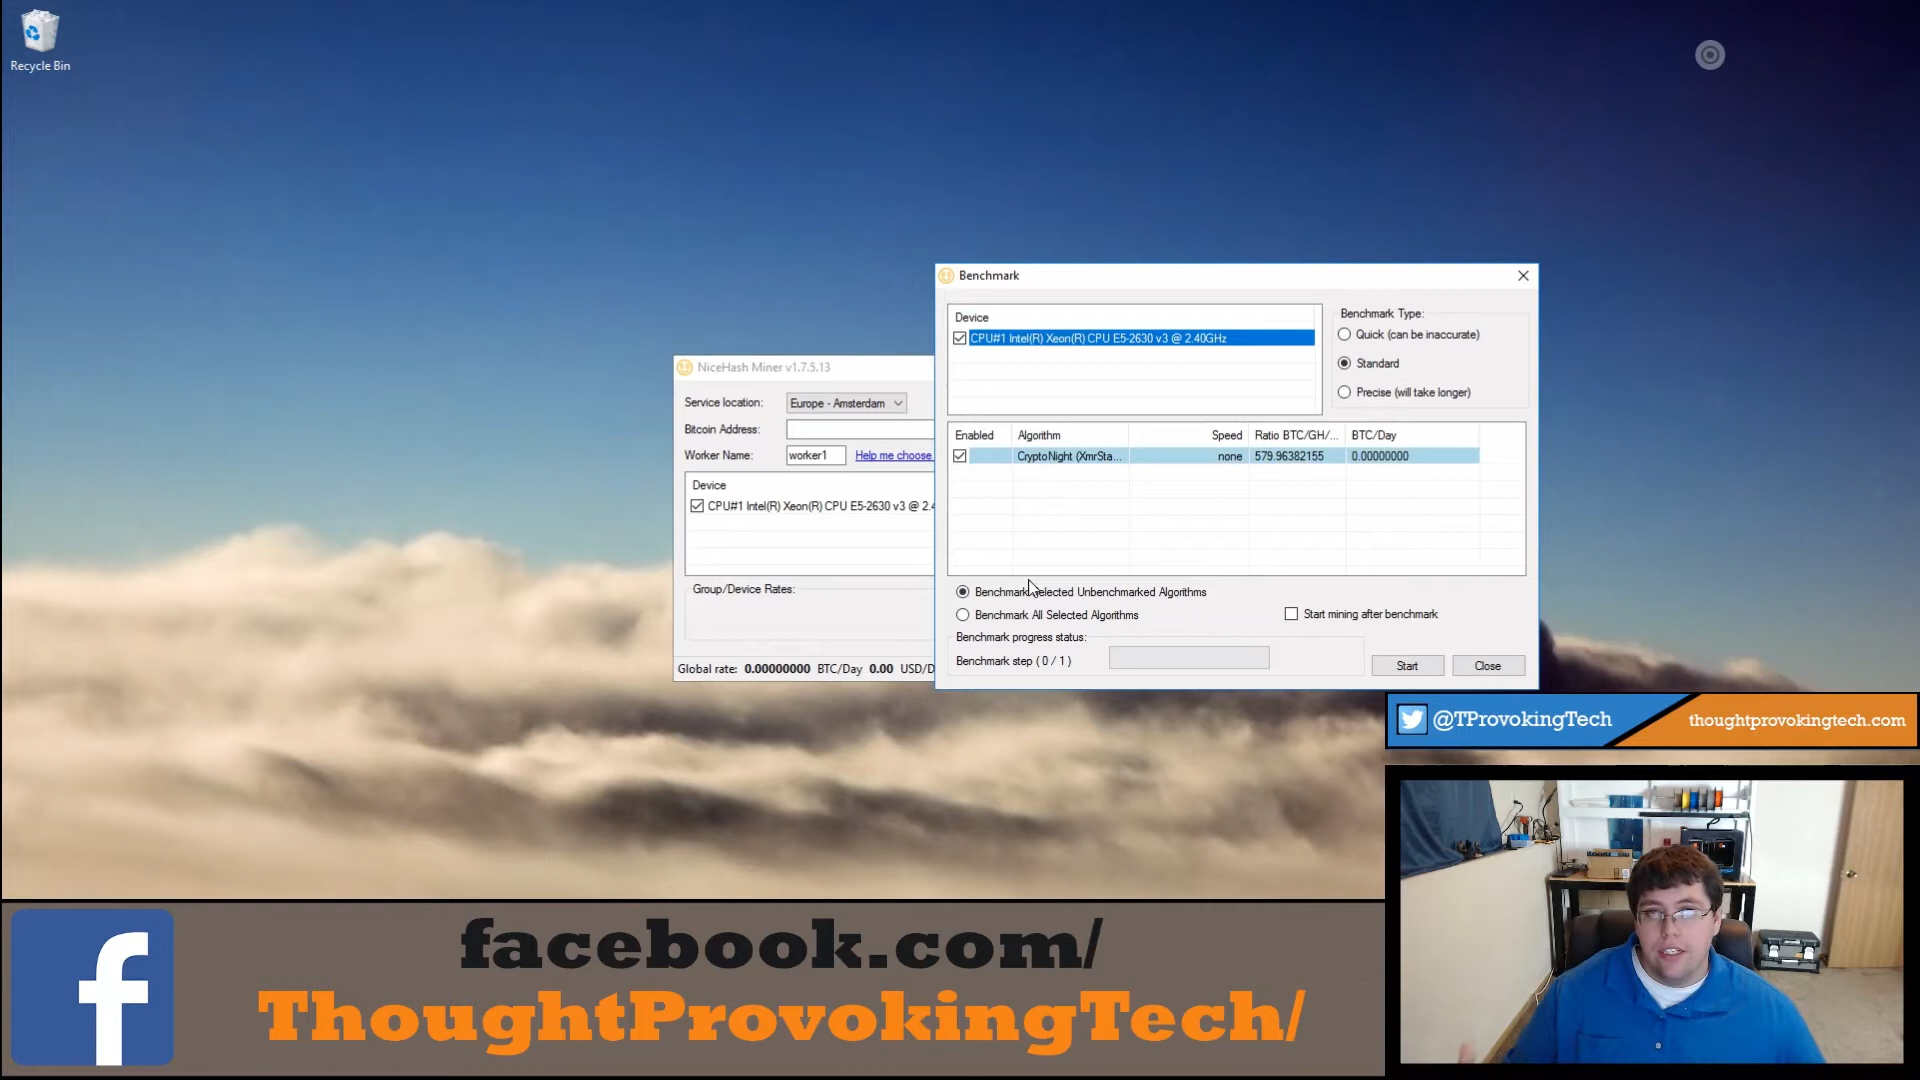 Recycle Bin
Benchmark
Device
CPU#1 Intel(R) Xeon(R) CPU E5-2630 v3 @ 2.40GHz
Benchmark Type:
Quick (can be inaccurate)
Standard
Precise (will take longer)
Enabled Algorithm Speed Ratio BTC/GH/... BTC/Day
CryptoNight (XmrSta... none 579.96382155 0.00000000
Benchmark Selected Unbenchmarked Algorithms
Benchmark All Selected Algorithms
Start mining after benchmark
Benchmark progress status:
Benchmark step ( 0 / 1 )
Start
Close
NiceHash Miner v1.7.5.13
Service location: Europe - Amsterdam
Bitcoin Address:
Worker Name: worker1 Help me choose
Device
CPU#1 Intel(R) Xeon(R) CPU E5-2630 v3 @ 2.4
Group/Device Rates:
Global rate: 0.00000000 BTC/Day 0.00 USD/D
@TProvokingTech
thoughtprovokingtech.com
f
facebook.com/
ThoughtProvokingTech/